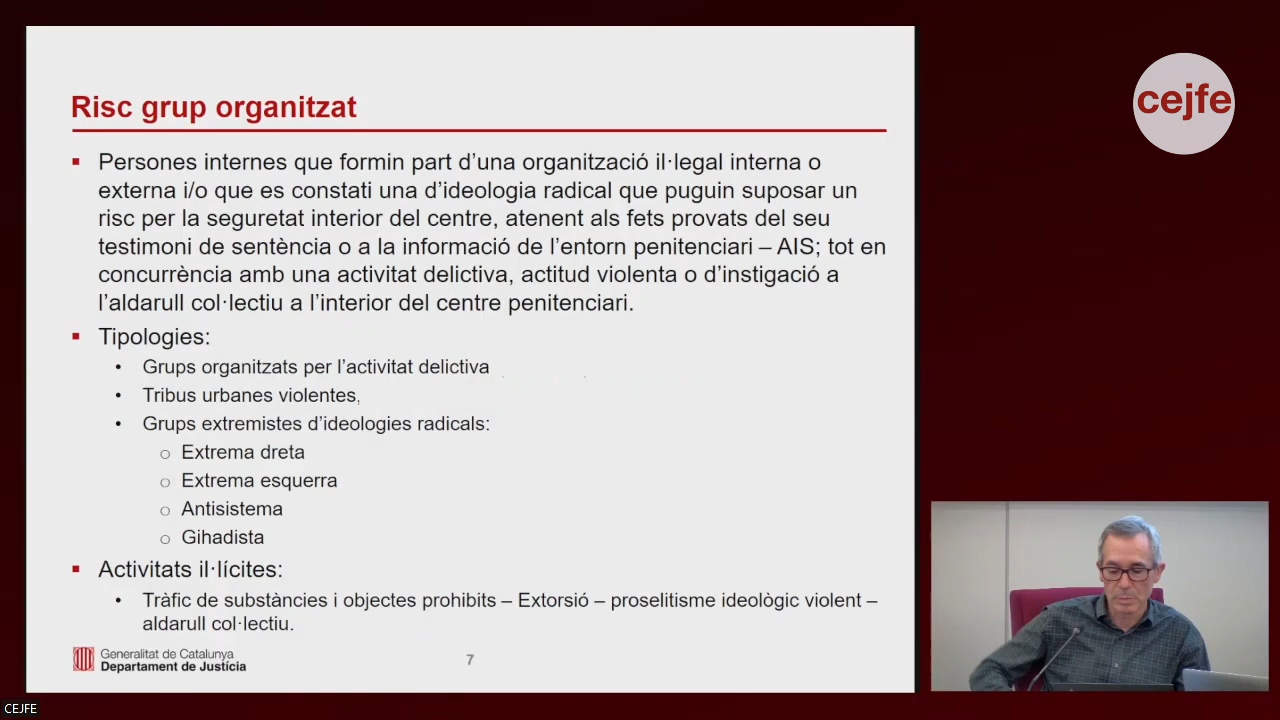 cejfe
Risc grup organitzat
▪ Persones internes que formin part d’una organització il·legal interna o
externa i/o que es constati una d’ideologia radical que puguin suposar un
risc per la seguretat interior del centre, atenent als fets provats del seu
testimoni de sentència o a la informació de l’entorn penitenciari – AIS; tot en
concurrència amb una activitat delictiva, actitud violenta o d’instigació a
l’aldarull col·lectiu a l’interior del centre penitenciari.
▪ Tipologies:
• Grups organitzats per l’activitat delictiva
• Tribus urbanes violentes,
• Grups extremistes d’ideologies radicals:
o Extrema dreta
o Extrema esquerra
o Antisistema
o Gihadista
▪ Activitats il·lícites:
• Tràfic de substàncies i objectes prohibits – Extorsió – proselitisme ideològic violent –
aldarull col·lectiu.
Generalitat de Catalunya
Departament de Justícia
7
CEJFE